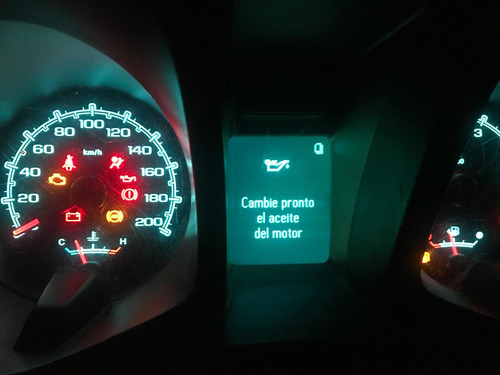 80 100 120
60 140
km/h
40 160
20 180
200
C H
Cambie pronto
el aceite
del motor
3